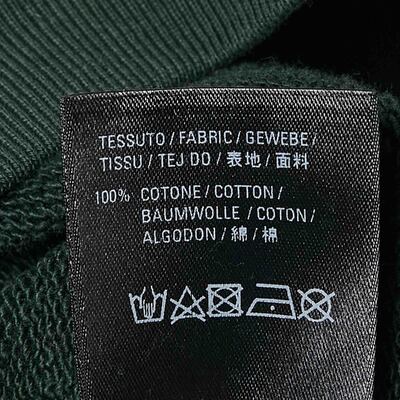 TESSUTO / FABRIC / GEWEBE /
TISSU / TEJ DO / 表地 / 面料
100% COTONE / COTTON /
BAUMWOLLE / COTON /
ALGODON / 綿 / 棉